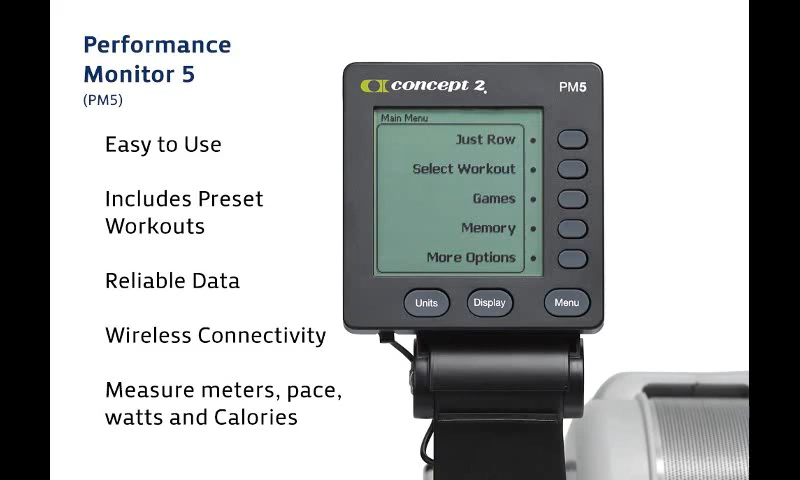 Performance
Monitor 5
(PM5)
Easy to Use
Includes Preset
Workouts
Reliable Data
Wireless Connectivity
Measure meters, pace,
watts and Calories
concept 2
PM5
Main Menu
Just Row
Select Workout
Games
Memory
More Options
Units
Display
Menu